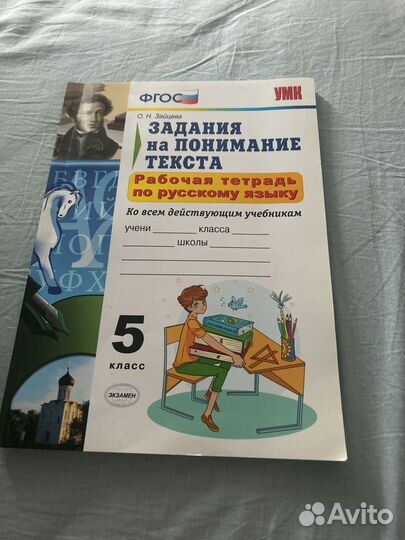 ФГОС
УМК
О. Н. Зайцева
ЗАДАНИЯ
НА ПОНИМАНИЕ
ТЕКСТА
Рабочая тетрадь
по русскому языку
Ко всем действующим учебникам
учени класса
школы
5
класс
ЭКЗАМЕН
Avito